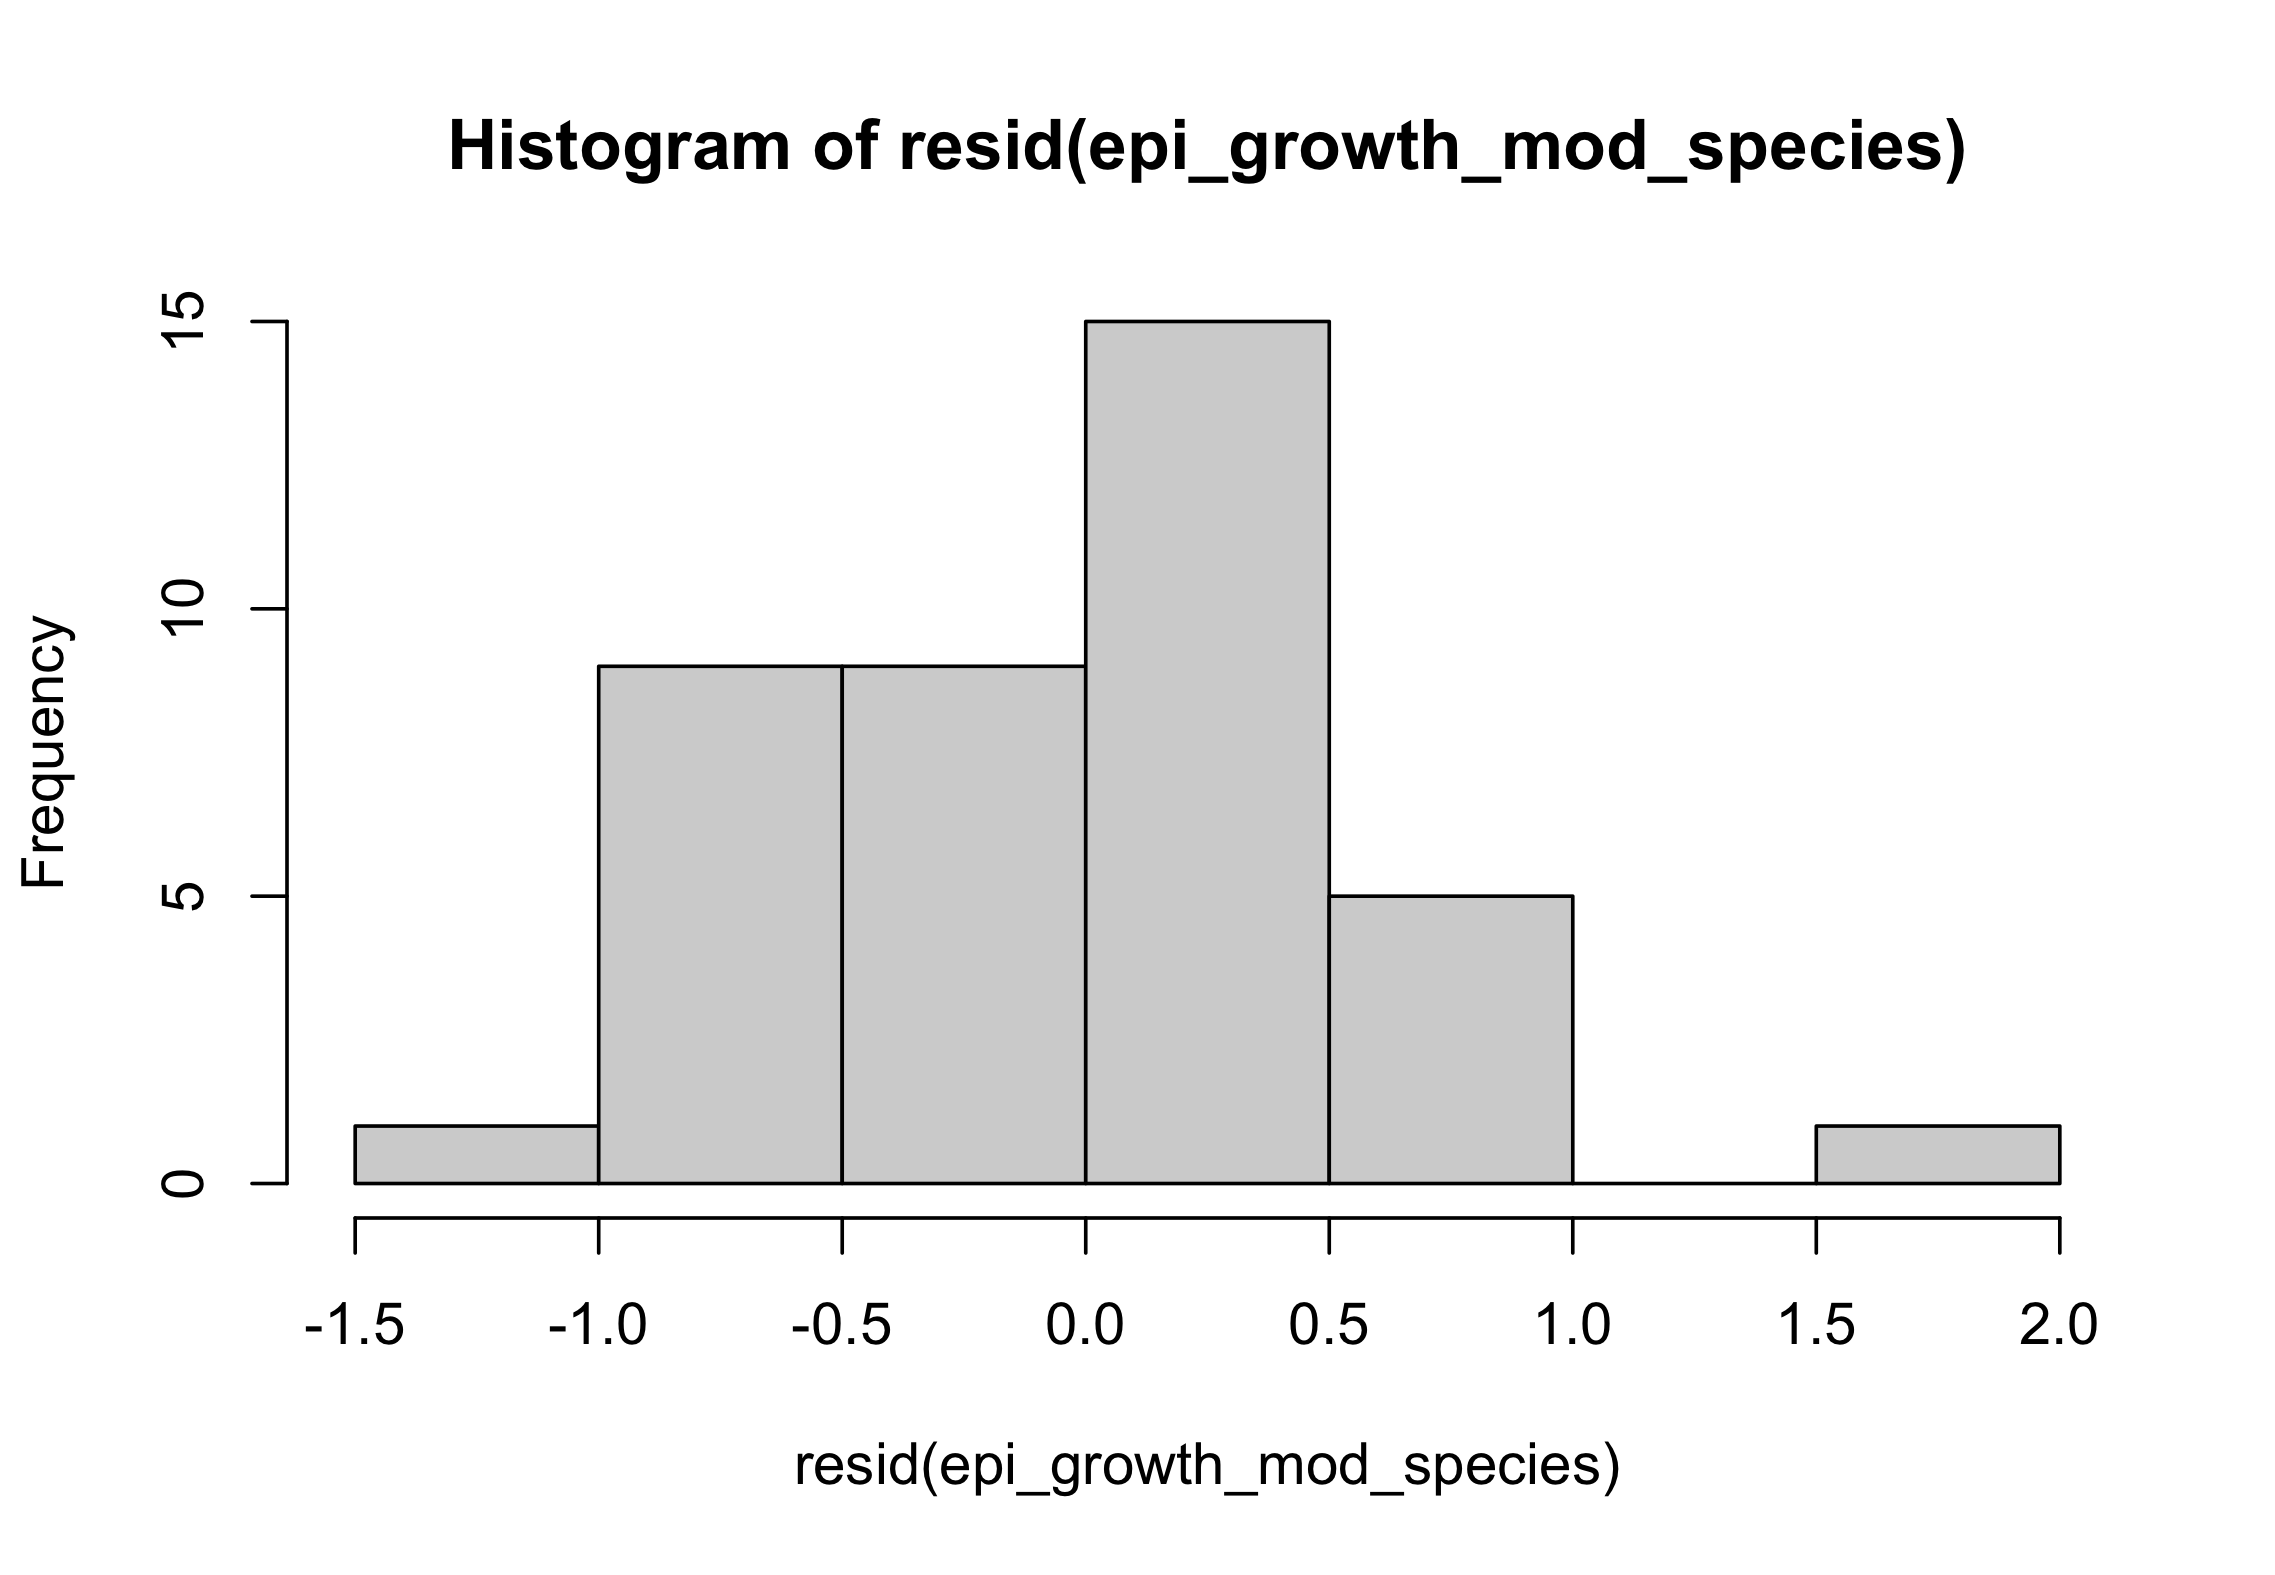 Histogram of resid(epi_growth_mod_species)
15
10
5
0
Frequency
-1.5 -1.0 -0.5 0.0 0.5 1.0 1.5 2.0
resid(epi_growth_mod_species)